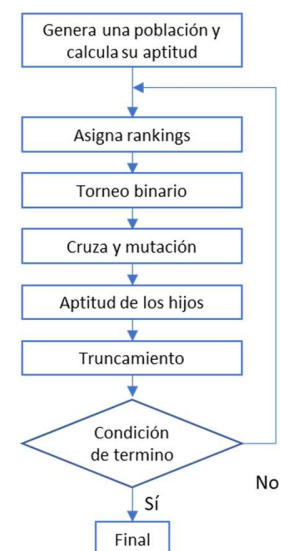 Genera una población y
calcula su aptitud
Asigna rankings
Torneo binario
Cruza y mutación
Aptitud de los hijos
Truncamiento
Condición
de termino
No
Sí
Final